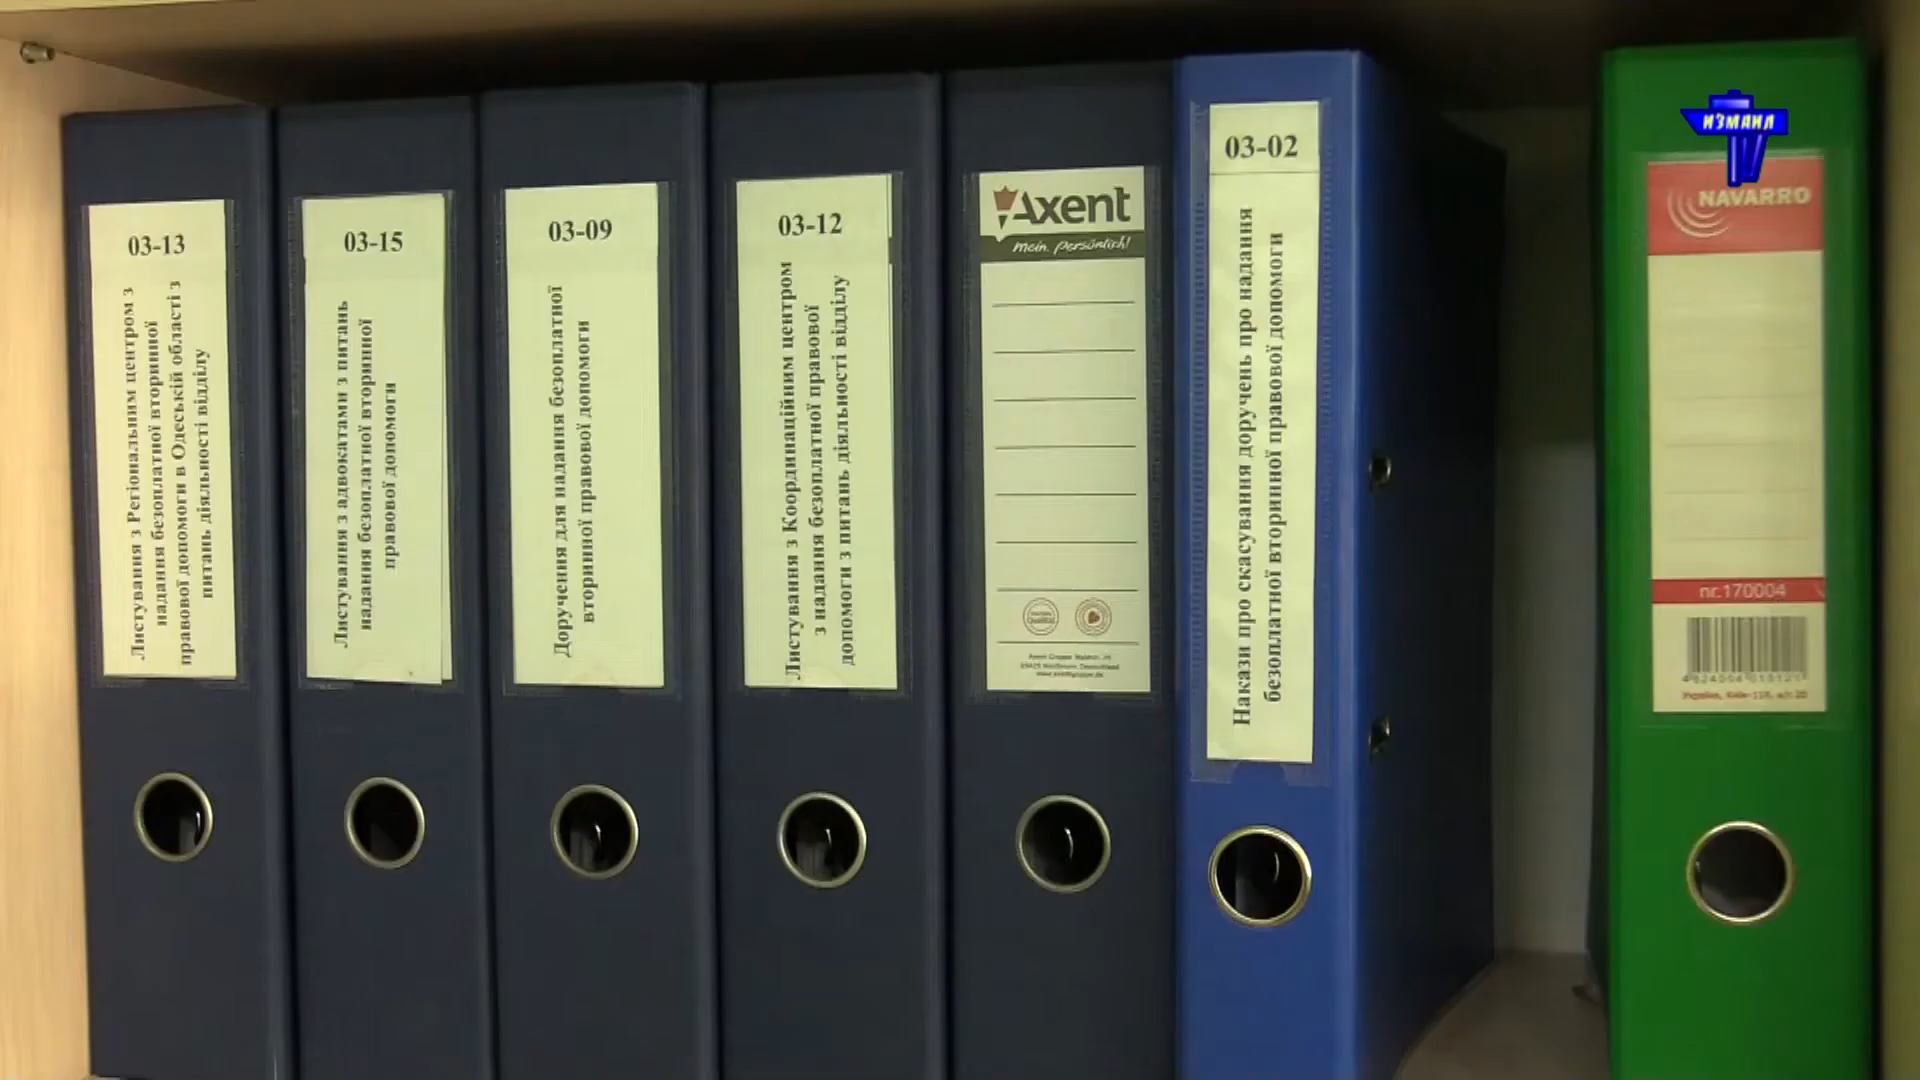 03-13
Листування з Регіональним центром з
надання безоплатної вторинної
правової допомоги в Одеській області з
питань діяльності відділу
03-15
Листування з адвокатами з питань
надання безоплатної вторинної
правової допомоги
03-09
Доручення для надання безоплатної
вторинної правової допомоги
03-12
Листування з Координаційним центром
з надання безоплатної правової
допомоги з питань діяльності відділу
Axent
mein. persönlich!
03-02
Накази про скасування доручень про надання
безоплатної вторинної правової допомоги
ИЗМАИЛ
TV
NAVARRO
nr.170004